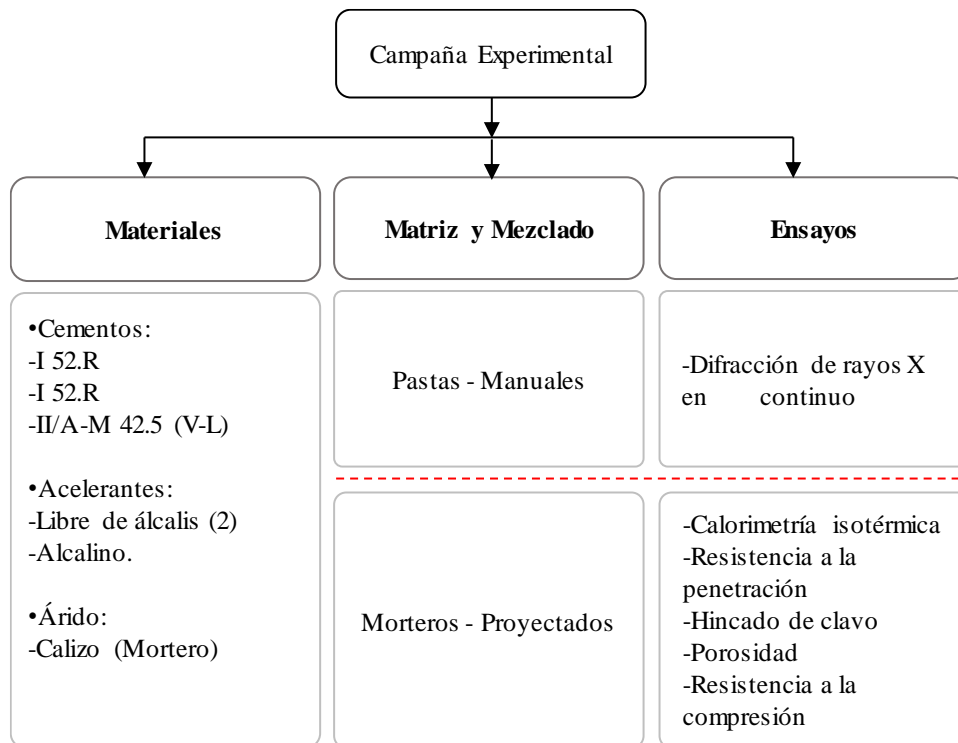 Campaña Experimental
Materiales
Matriz y Mezclado
Ensayos
•Cementos:
-I 52.R
-I 52.R
-II/A-M 42.5 (V-L)
•Acelerantes:
-Libre de álcalis (2)
-Alcalino.
•Árido:
-Calizo (Mortero)
Pastas - Manuales
-Difracción de rayos X
en continuo
Morteros - Proyectados
-Calorimetría isotérmica
-Resistencia a la
penetración
-Hincado de clavo
-Porosidad
-Resistencia a la
compresión